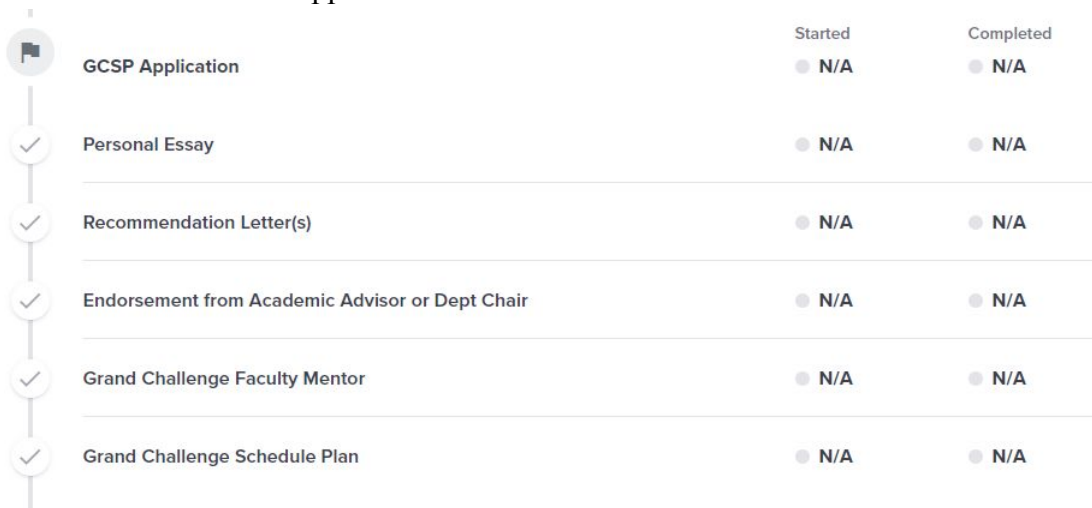 Started Completed
GCSP Application N/A N/A
Personal Essay N/A N/A
Recommendation Letter(s) N/A N/A
Endorsement from Academic Advisor or Dept Chair N/A N/A
Grand Challenge Faculty Mentor N/A N/A
Grand Challenge Schedule Plan N/A N/A